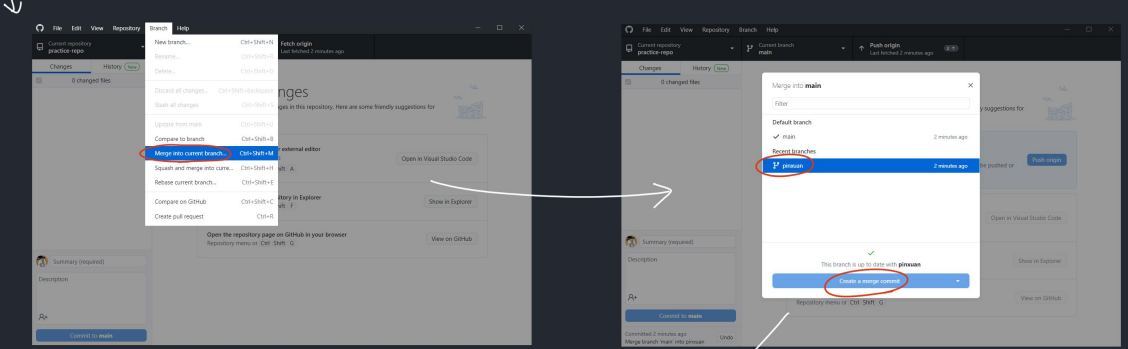 File Edit View Repository Branch Help
Current repository
practice-repo
Fetch origin
Last fetched 2 minutes ago
Changes
History New
0 changed files
New branch... Ctrl+Shift+N
Rename... Ctrl+Shift+R
Delete... Ctrl+Shift+D
Discard all changes... Ctrl+Shift+Backspace
Stash all changes Ctrl+Shift+S
Update from main Ctrl+Shift+U
Compare to branch Ctrl+Shift+B
Merge into current branch... Ctrl+Shift+M
Squash and merge into curre... Ctrl+Shift+H
Rebase current branch... Ctrl+Shift+E
Compare on GitHub Ctrl+Shift+C
Create pull request Ctrl+R
nges
ges in this repository. Here are some friendly suggestions for
external editor
Shift A
Open in Visual Studio Code
itory in Explorer
Shift F
Show in Explorer
Open the repository page on GitHub in your browser
Repository menu or Ctrl Shift G
View on GitHub
Summary (required)
Description
Commit to main
File Edit View Repository Branch Help
Current repository
practice-repo
Current branch
main
Push origin
Last fetched 2 minutes ago
Changes
History New
0 changed files
Merge into main
Filter
Default branch
main 2 minutes ago
Recent branches
pinxuan 2 minutes ago
This branch is up to date with pinxuan
Create a merge commit
y suggestions for
be pushed or
Push origin
Open in Visual Studio Code
Show in Explorer
Repository menu or Ctrl Shift G
View on GitHub
Summary (required)
Description
Commit to main
Committed 2 minutes ago
Merge branch 'main' into pinxuan
Undo